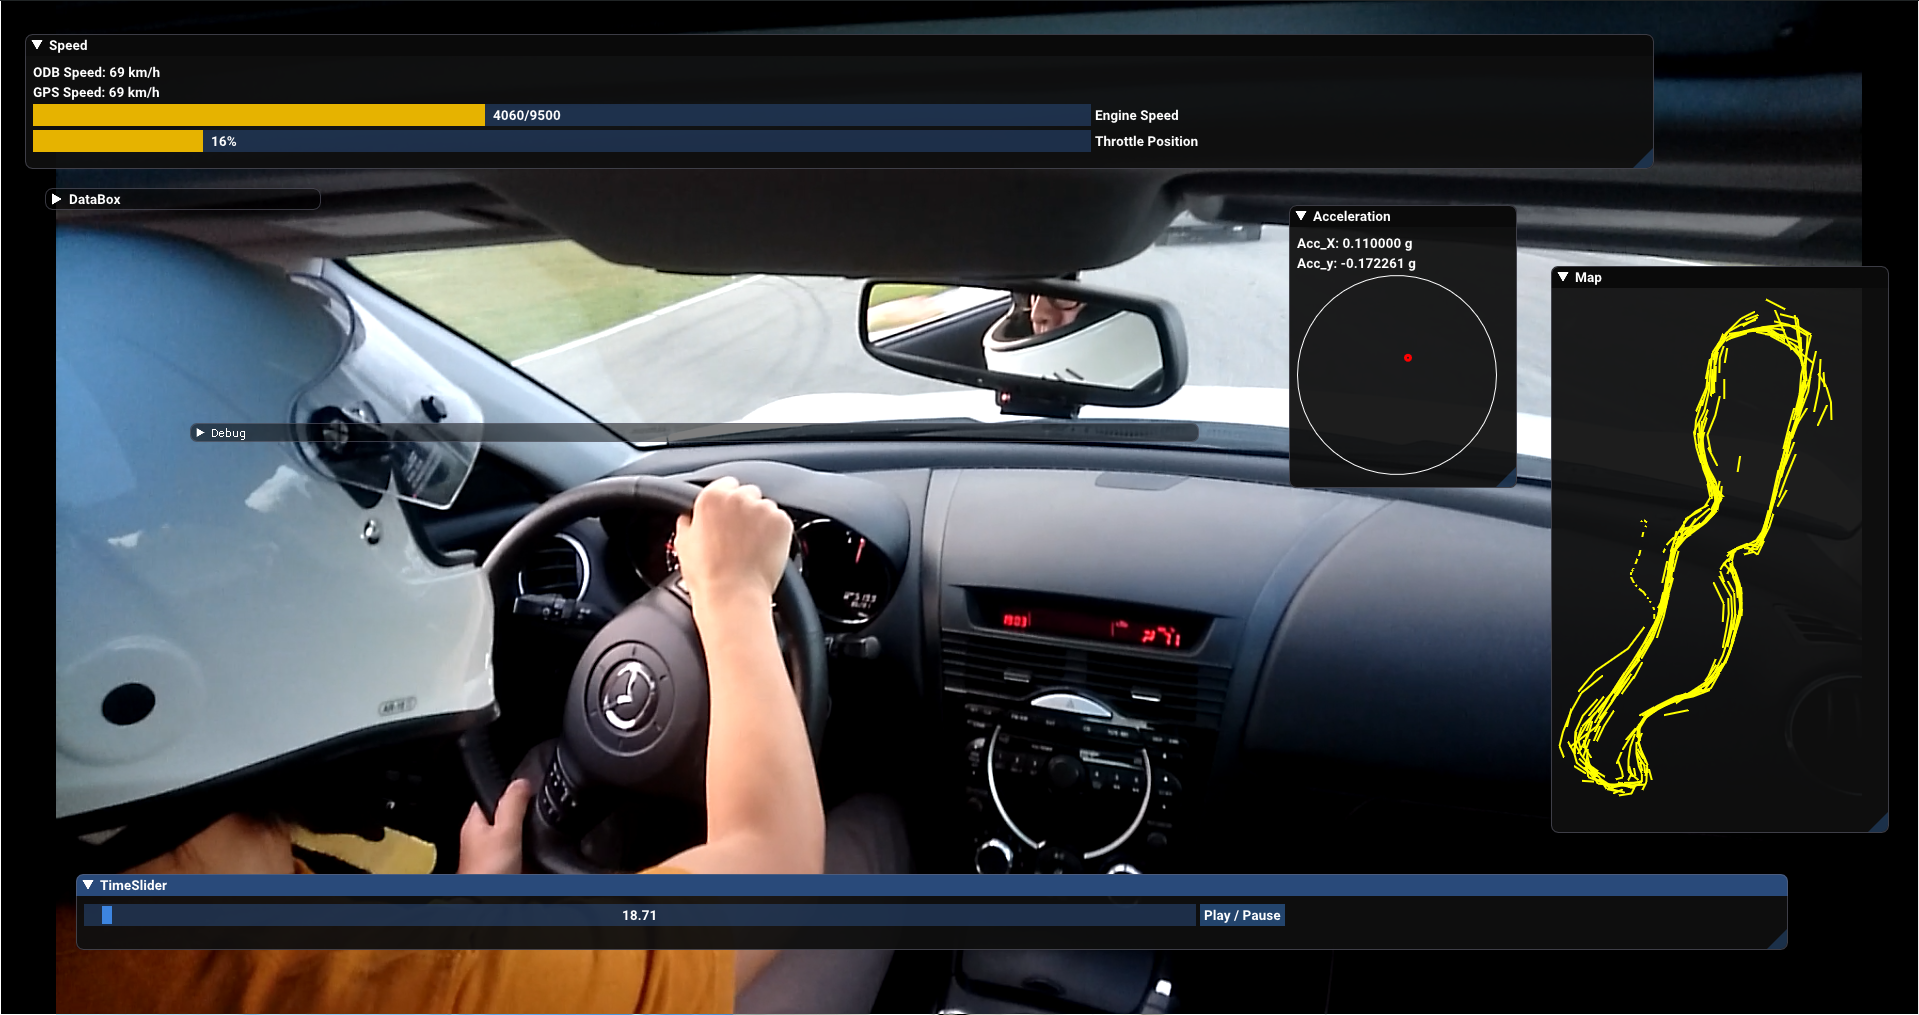 Speed
ODB Speed: 69 km/h
GPS Speed: 69 km/h
4060/9500 Engine Speed
16% Throttle Position
DataBox
Acceleration
Acc_X: 0.110000 g
Acc_y: -0.172261 g
Map
Debug
TimeSlider
18.71 Play / Pause